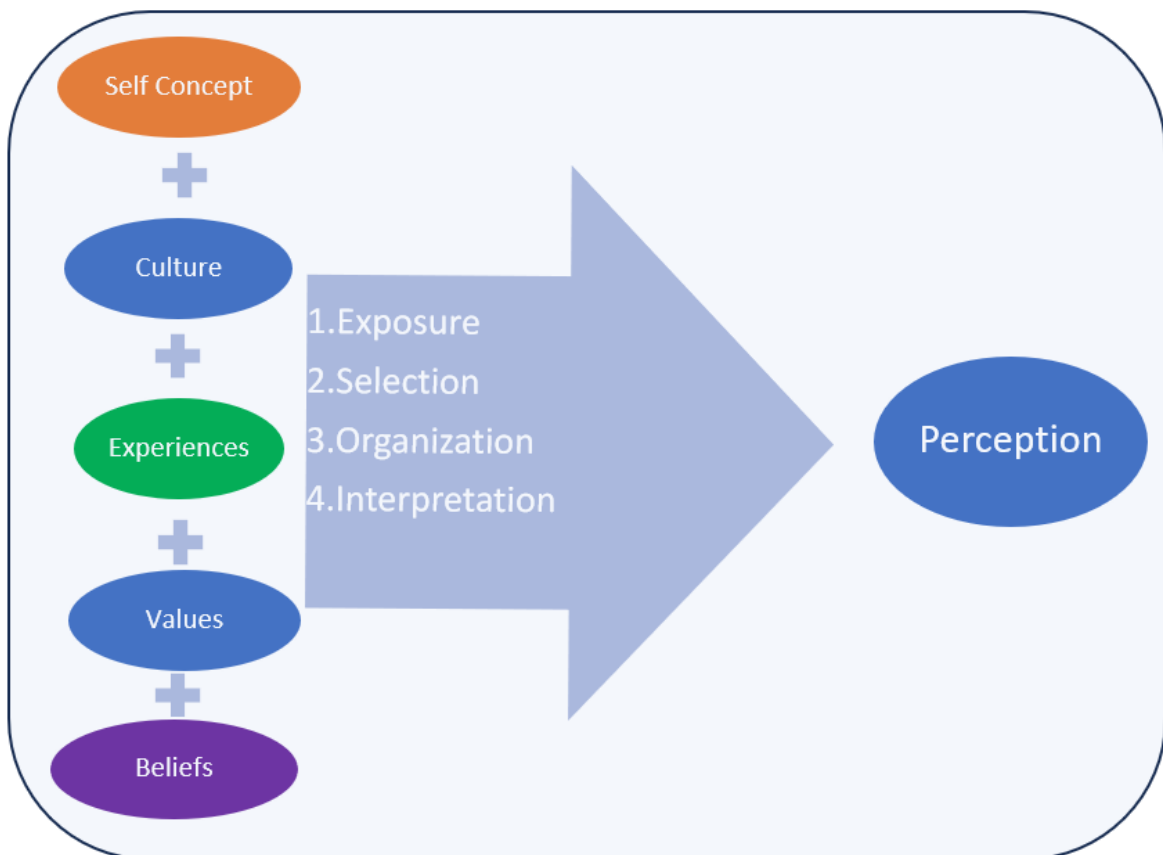 Self Concept
Culture
Experiences
Values
Beliefs
1.Exposure
2.Selection
3.Organization
4.Interpretation
Perception